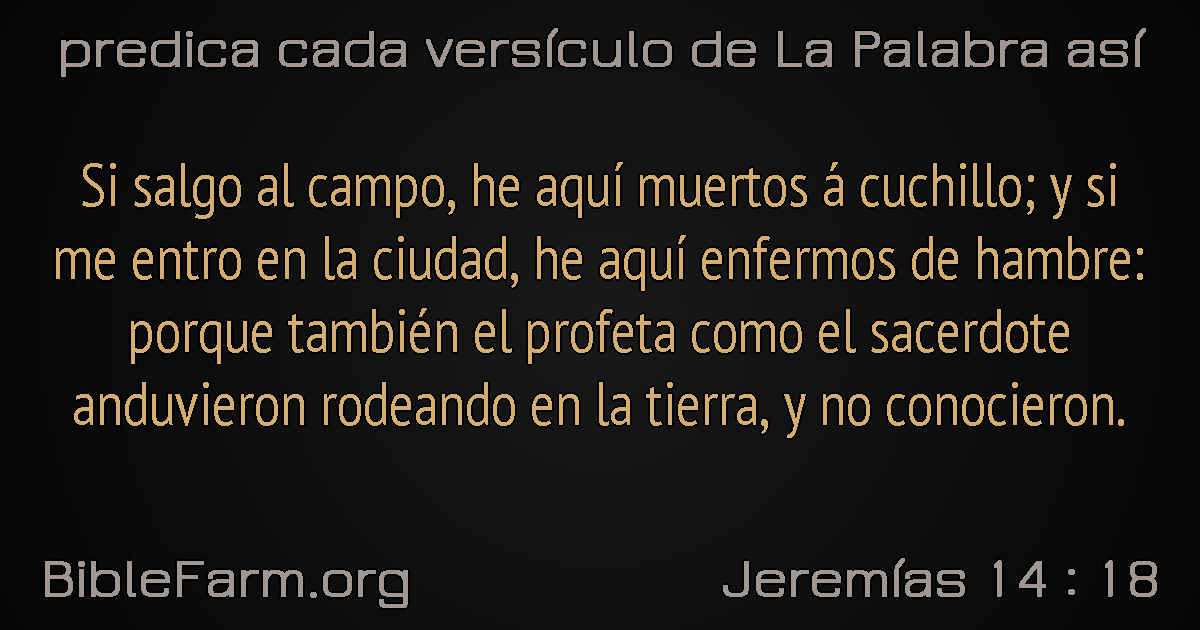 predica cada versículo de La Palabra así
Si salgo al campo, he aquí muertos á cuchillo; y si
me entro en la ciudad, he aquí enfermos de hambre:
porque también el profeta como el sacerdote
anduvieron rodeando en la tierra, y no conocieron.
BibleFarm.org
Jeremías 14 : 18